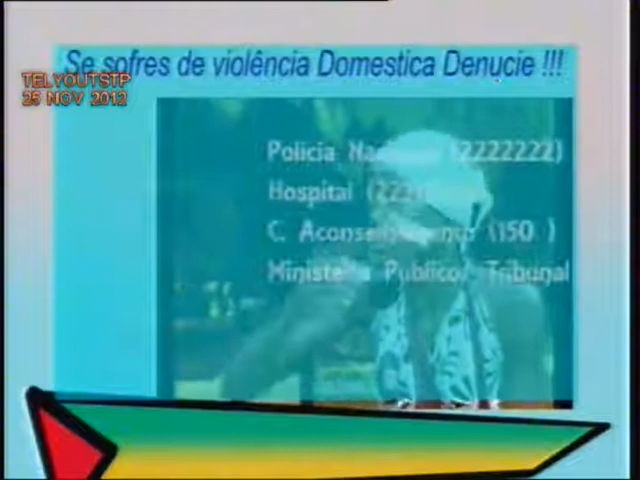 Se sofres de violência Domestica Denucie !!!
TELYOUTSTP
25 NOV 2012
Policia (2222222)
Hospital
C. (150 )
Publico/ Tribunal